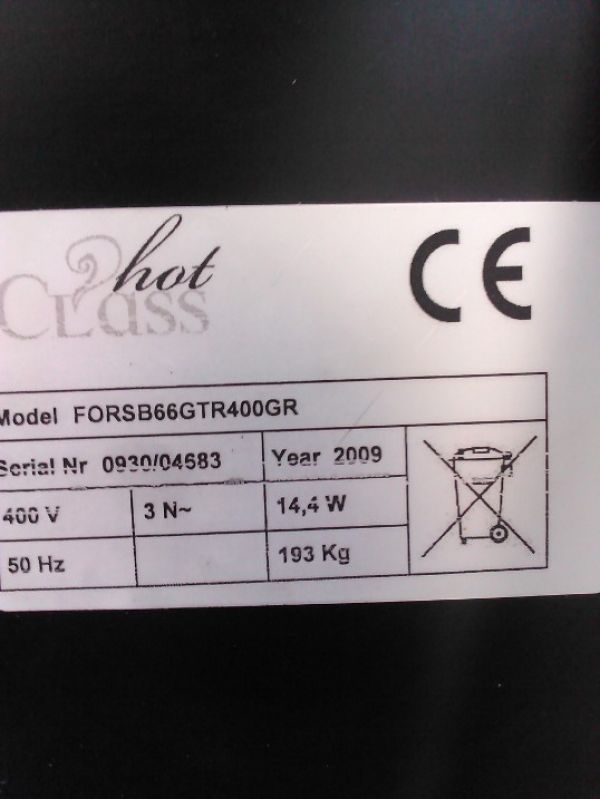 hot
CLass
CE
Model FORSB66GTR400GR
Serial Nr 0930/04683 Year 2009
400 V 3 N~ 14,4 W
50 Hz 193 Kg